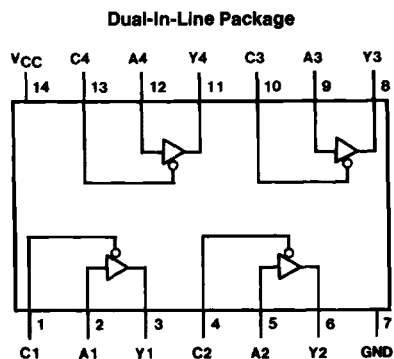 Dual-In-Line Package
VCC C4 A4 Y4 C3 A3 Y3
14 13 12 11 10 9 8
1 2 3 4 5 6 7
C1 A1 Y1 C2 A2 Y2 GND